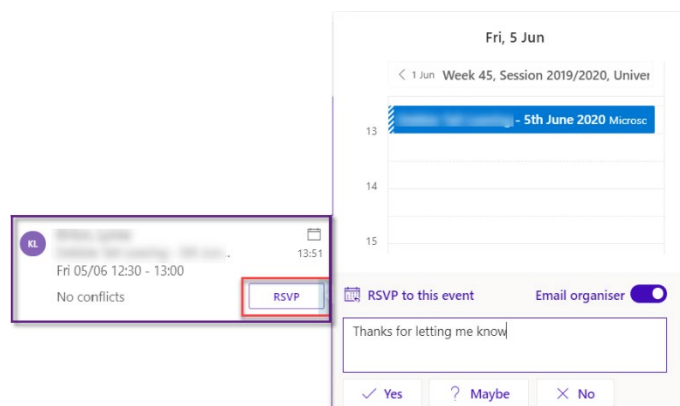 Fri, 5 Jun
< 1 Jun Week 45, Session 2019/2020, Univer
- 5th June 2020 Microsc
13
14
15
KL
13:51
Fri 05/06 12:30 - 13:00
No conflicts
RSVP
RSVP to this event Email organiser
Thanks for letting me know
Yes ? Maybe No